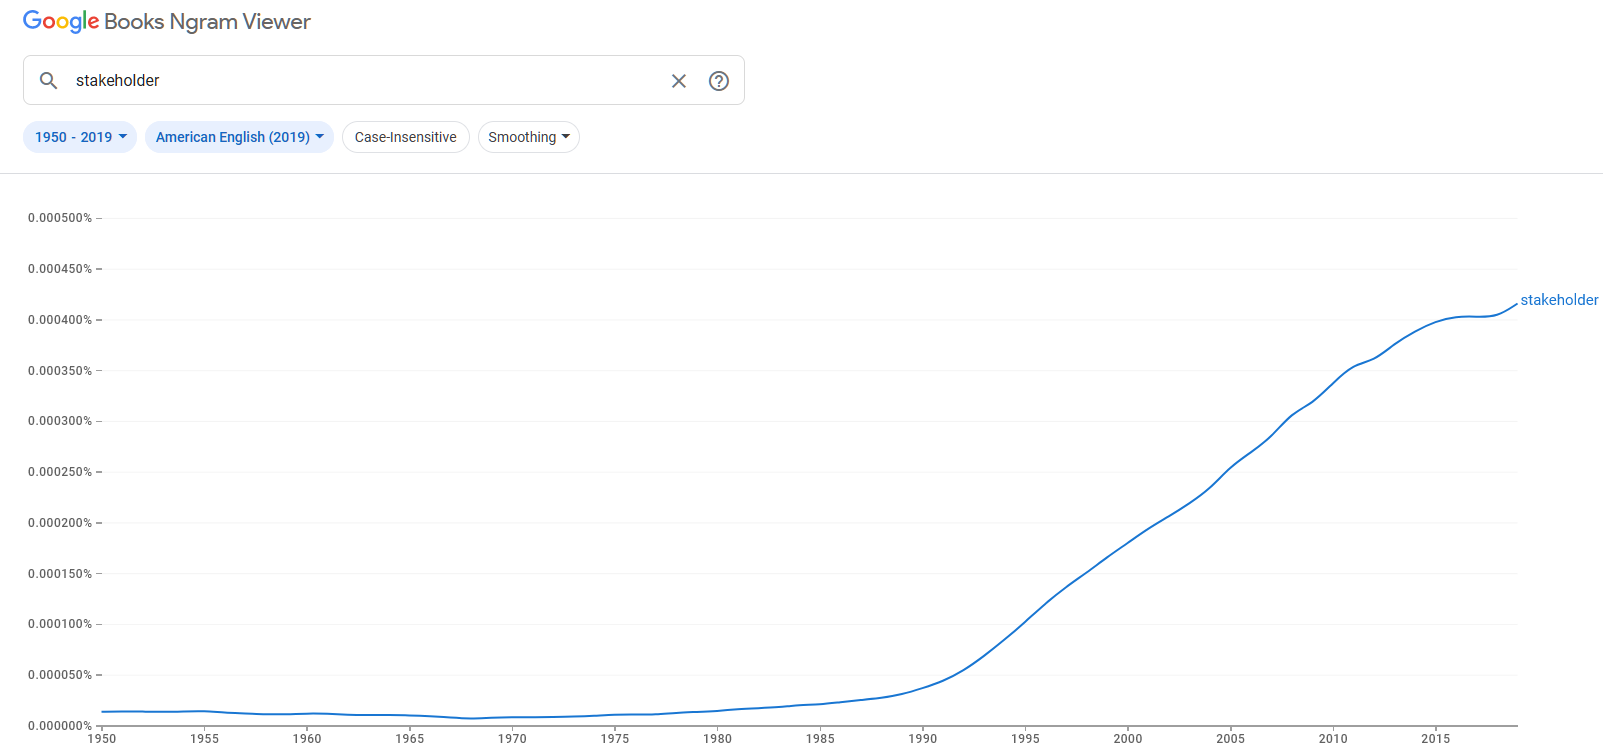 Google Books Ngram Viewer
stakeholder
1950 - 2019 American English (2019) Case-Insensitive Smoothing
0.000500%
0.000450%
stakeholder
0.000400%
0.000350%
0.000300%
0.000250%
0.000200%
0.000150%
0.000100%
0.000050%
0.000000%
1950 1955 1960 1965 1970 1975 1980 1985 1990 1995 2000 2005 2010 2015